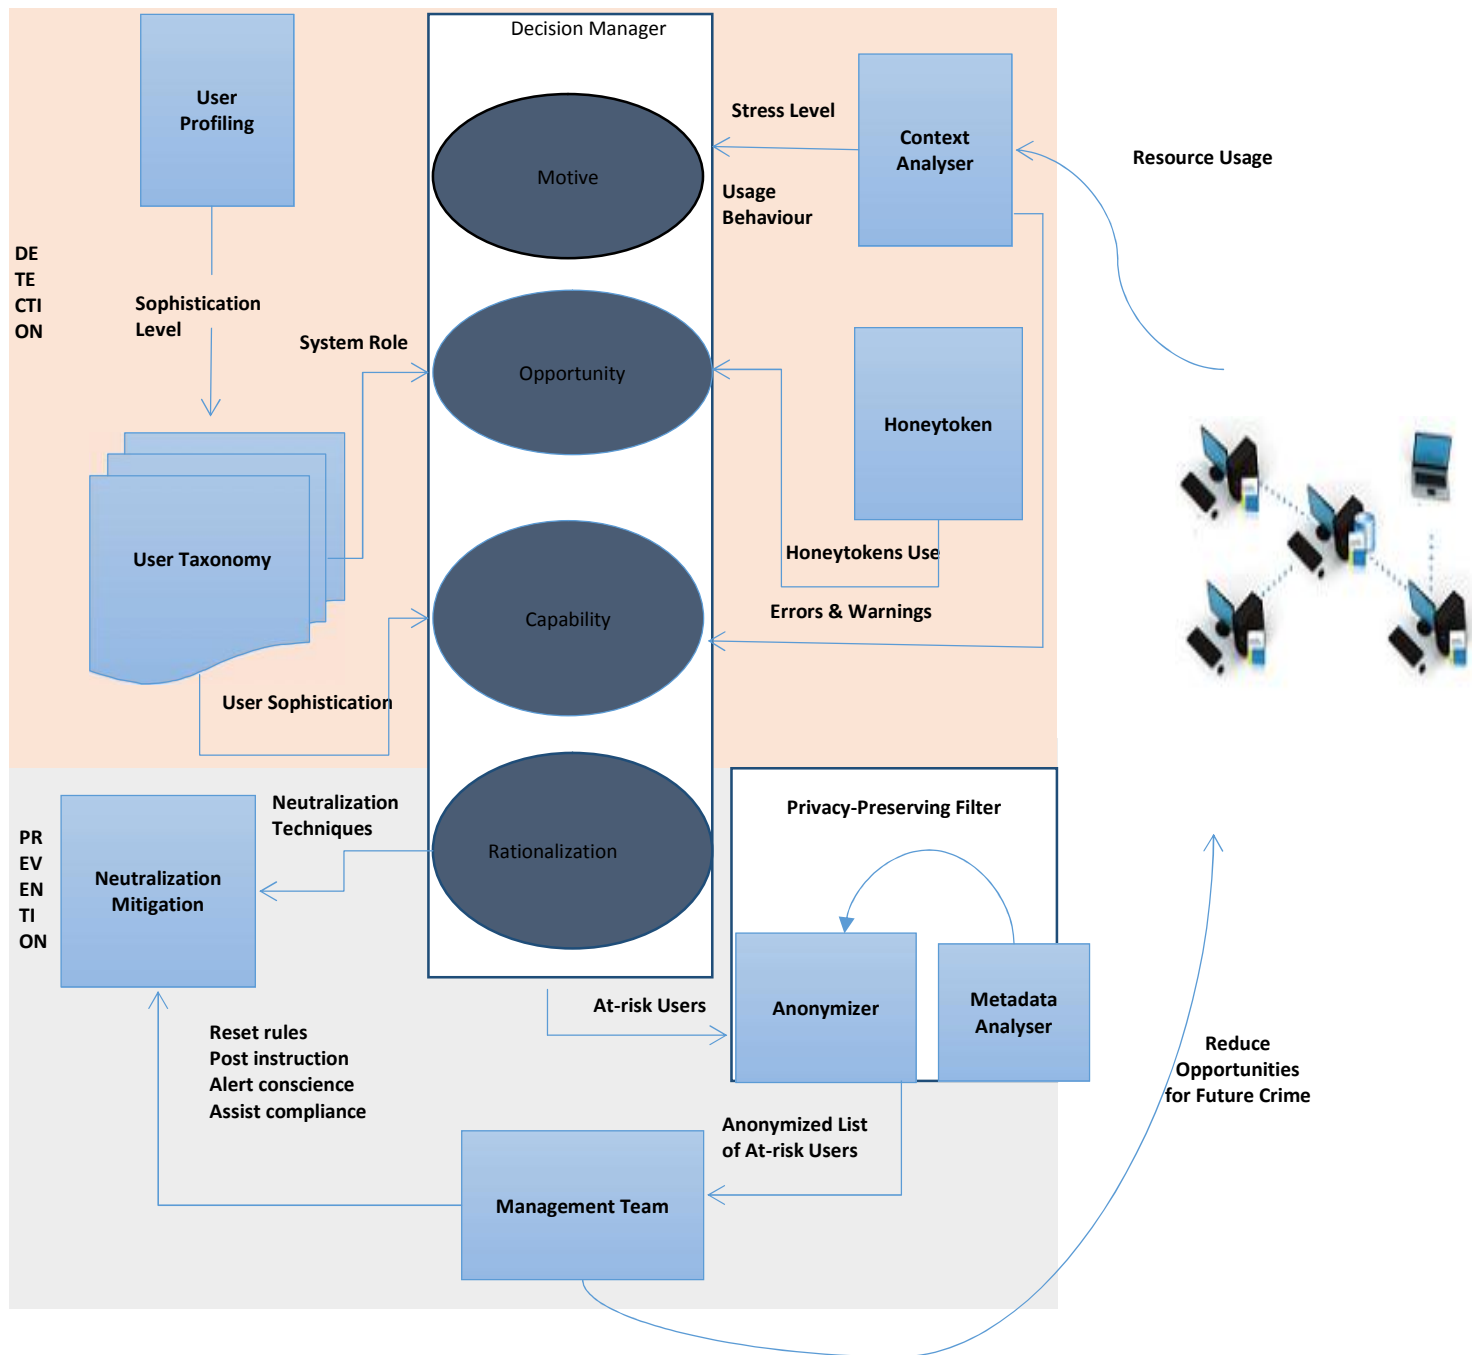 Decision Manager
User
Profiling
Stress Level
Context
Analyser
Resource Usage
Motive
Usage
Behaviour
DE
TE
CTI
ON
Sophistication
Level
System Role
Opportunity
Honeytoken
User Taxonomy
Honeytokens Use
Capability
Errors & Warnings
User Sophistication
Neutralization
Techniques
Privacy-Preserving Filter
PR
EV
EN
TI
ON
Neutralization
Mitigation
Rationalization
At-risk Users
Anonymizer
Metadata
Analyser
Reset rules
Post instruction
Alert conscience
Assist compliance
Reduce
Opportunities
for Future Crime
Anonymized List
of At-risk Users
Management Team